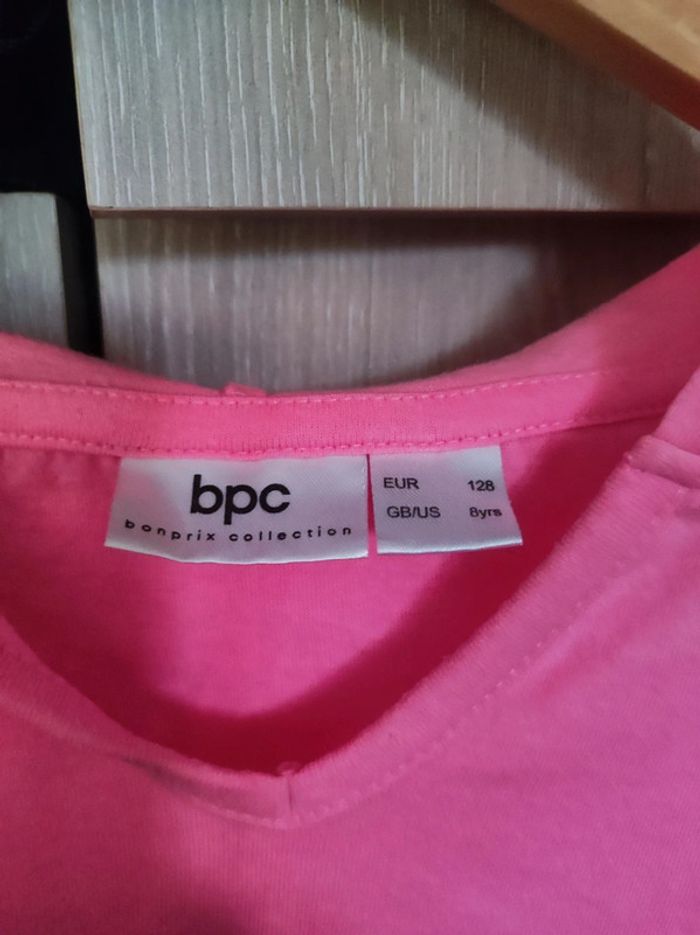 bpc
bonprix collection
EUR 128
GB/US 8yrs